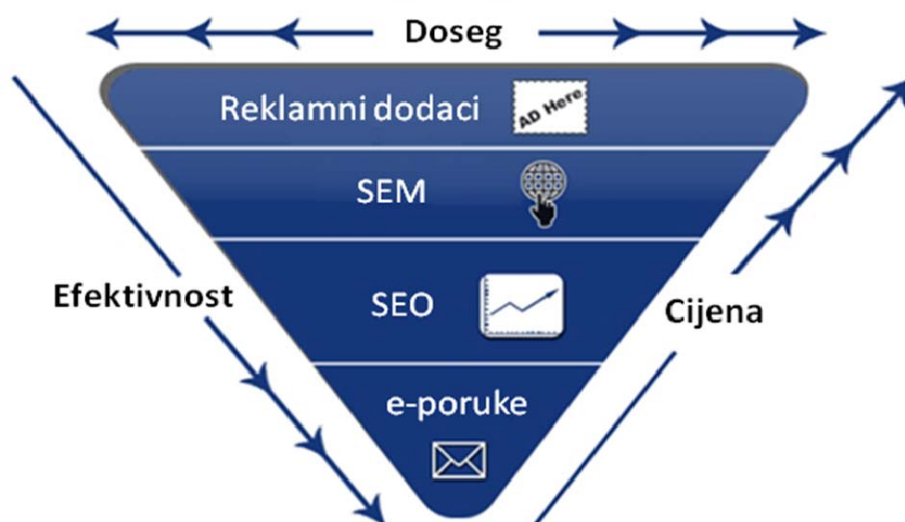 Doseg
Reklamni dodaci
AD Here
SEM
Efektivnost
SEO
Cijena
e-poruke